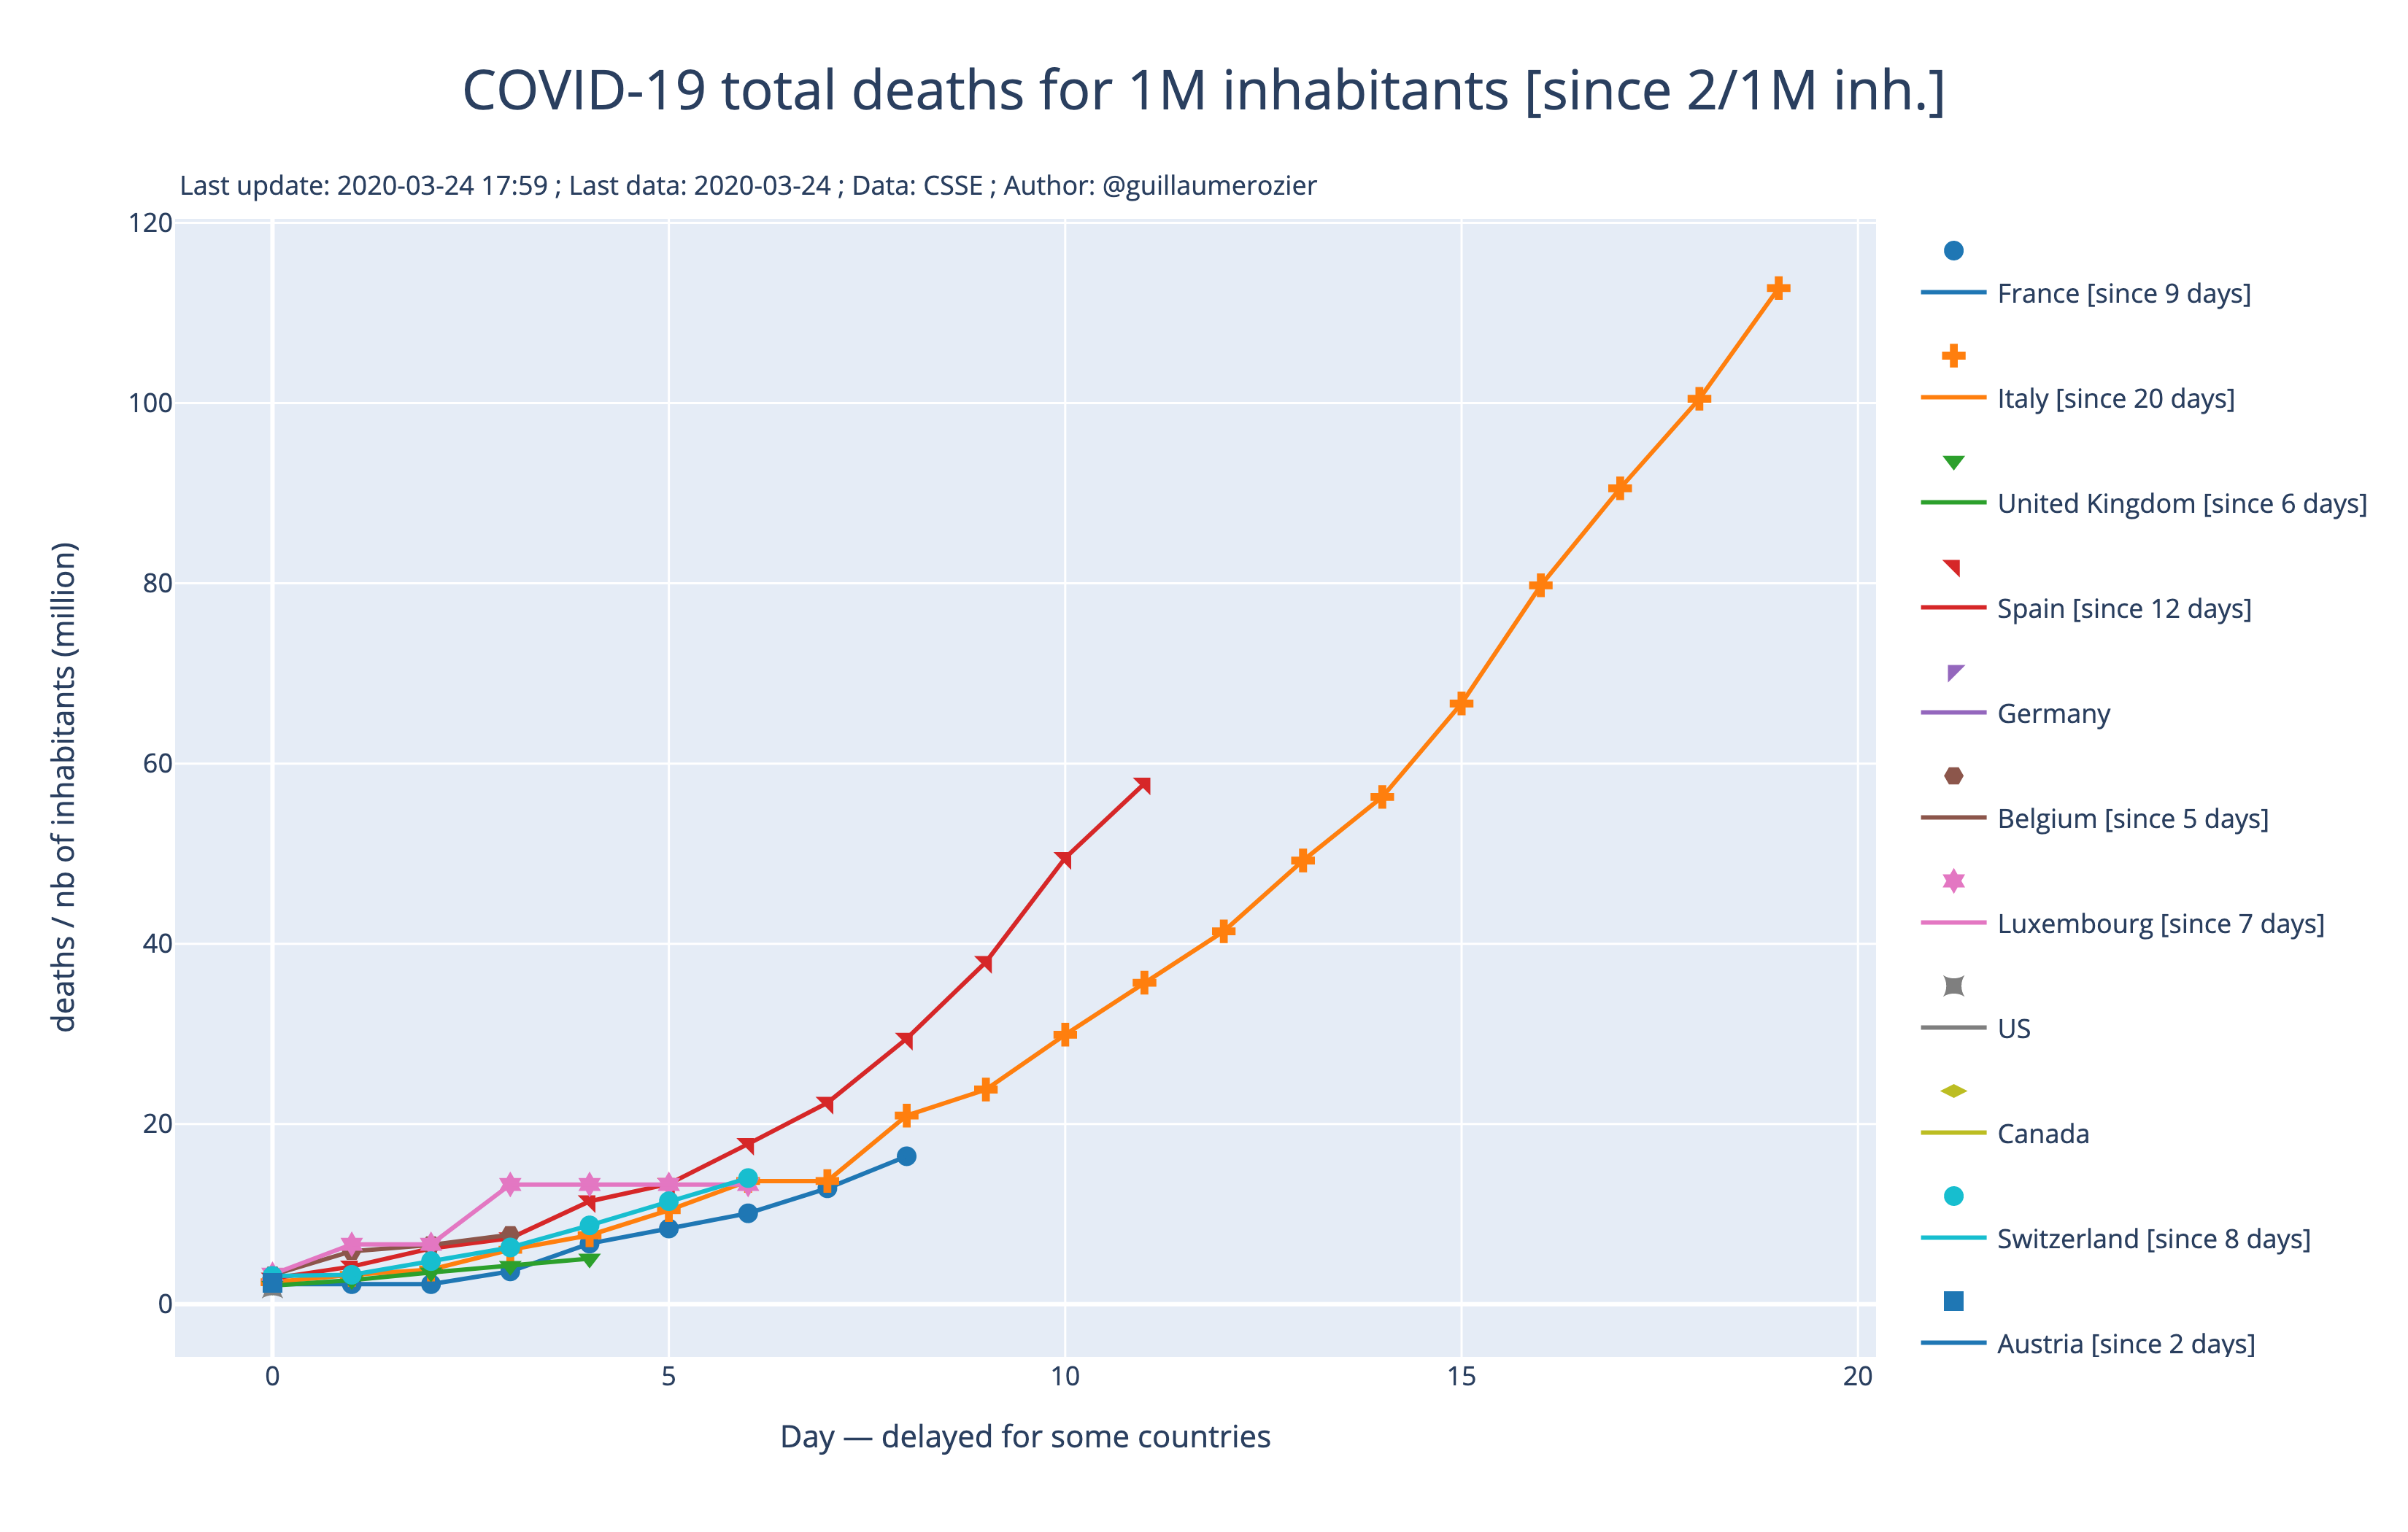 COVID-19 total deaths for 1M inhabitants [since 2/1M inh.]
Last update: 2020-03-24 17:59 ; Last data: 2020-03-24 ; Data: CSSE ; Author: @guillaumerozier
120
100
80
60
40
20
0
deaths / nb of inhabitants (million)
0
5
10
15
20
Day — delayed for some countries
France [since 9 days]
Italy [since 20 days]
United Kingdom [since 6 days]
Spain [since 12 days]
Germany
Belgium [since 5 days]
Luxembourg [since 7 days]
US
Canada
Switzerland [since 8 days]
Austria [since 2 days]